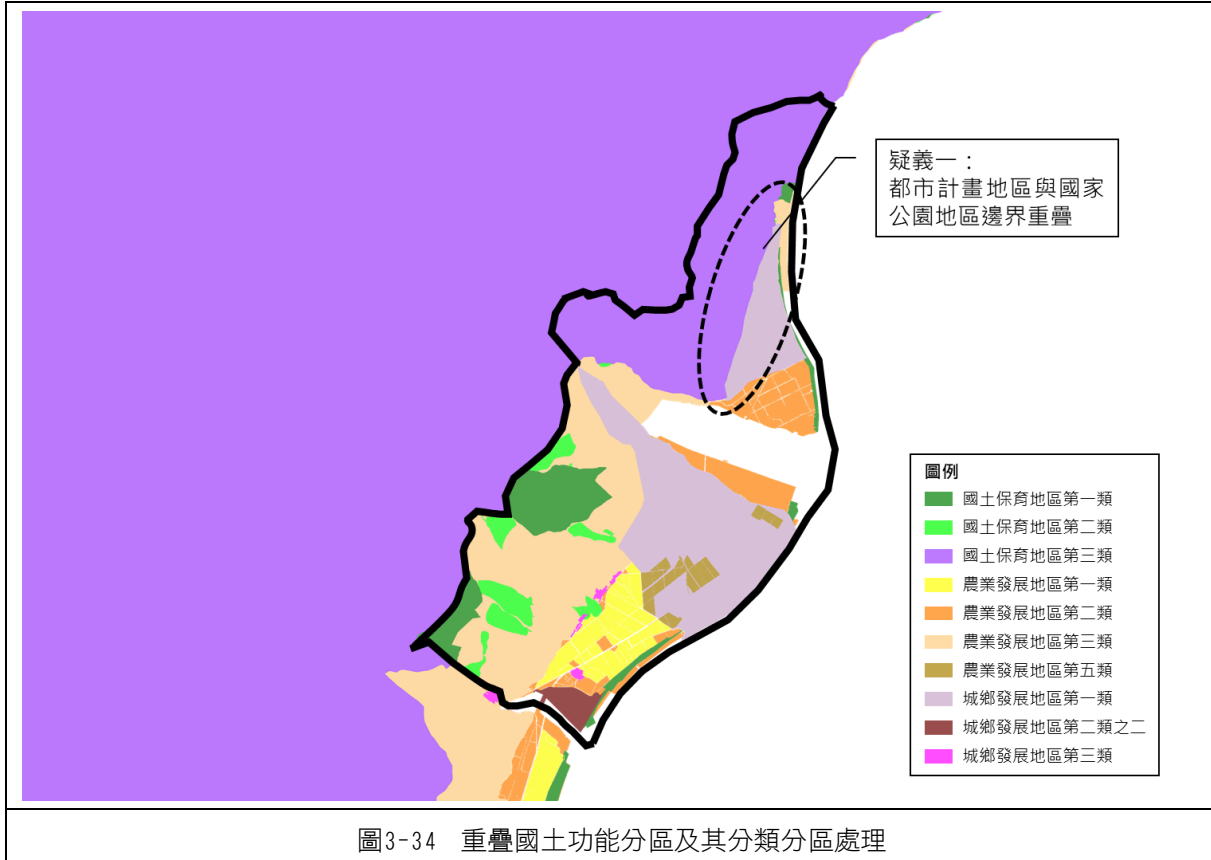 疑義一：
都市計畫地區與國家
公園地區邊界重疊
圖例
國土保育地區第一類
國土保育地區第二類
國土保育地區第三類
農業發展地區第一類
農業發展地區第二類
農業發展地區第三類
農業發展地區第五類
城鄉發展地區第一類
城鄉發展地區第二類之二
城鄉發展地區第三類
圖3-34 重疊國土功能分區及其分類分區處理